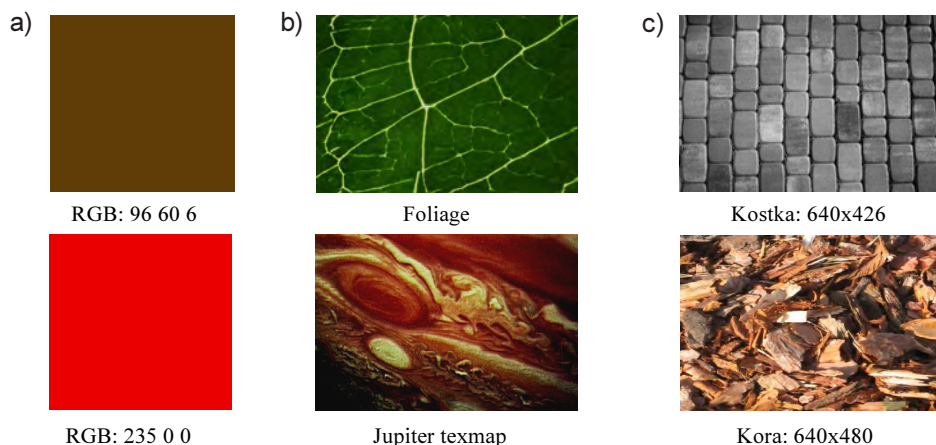 a)
b)
c)
RGB: 96 60 6
Foliage
Kostka: 640x426
RGB: 235 0 0
Jupiter texmap
Kora: 640x480